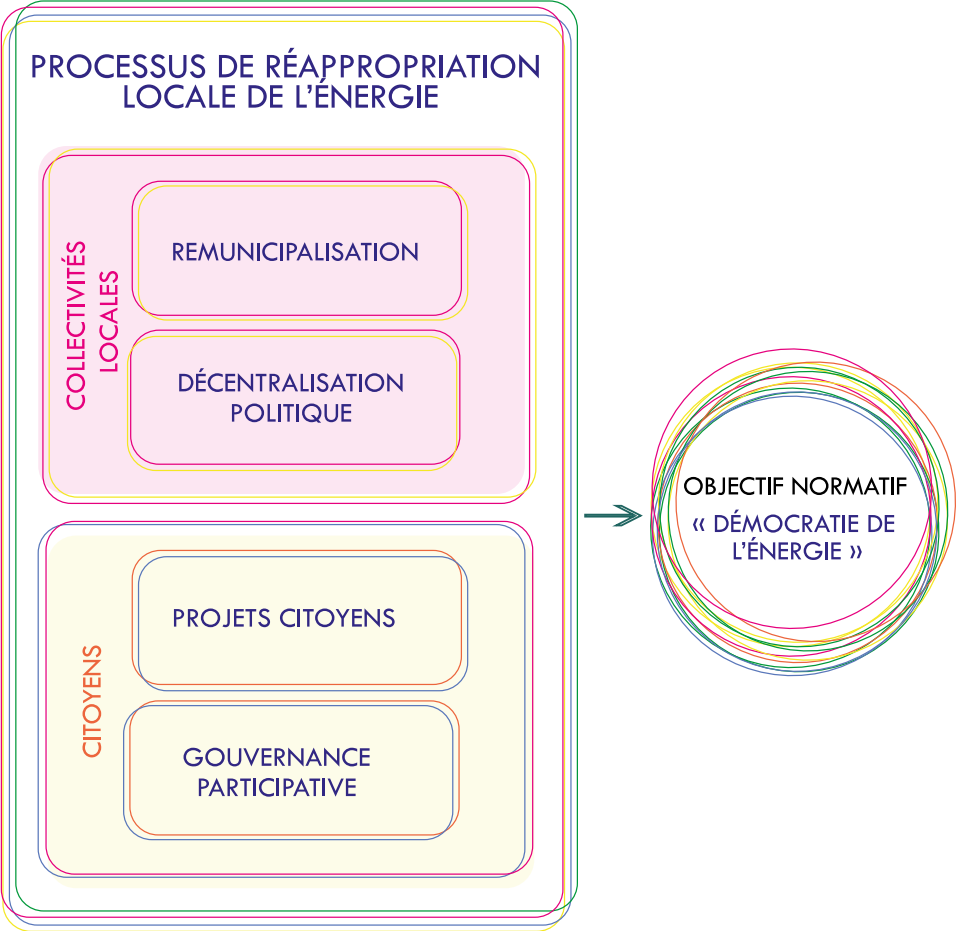 PROCESSUS DE RÉAPPROPRIATION
LOCALE DE L'ÉNERGIE
COLLECTIVITÉS
LOCALES
REMUNICIPALISATION
DÉCENTRALISATION
POLITIQUE
CITOYENS
PROJETS CITOYENS
GOUVERNANCE
PARTICIPATIVE
OBJECTIF NORMATIF
‹‹ DÉMOCRATIE DE
L'ÉNERGIE ››